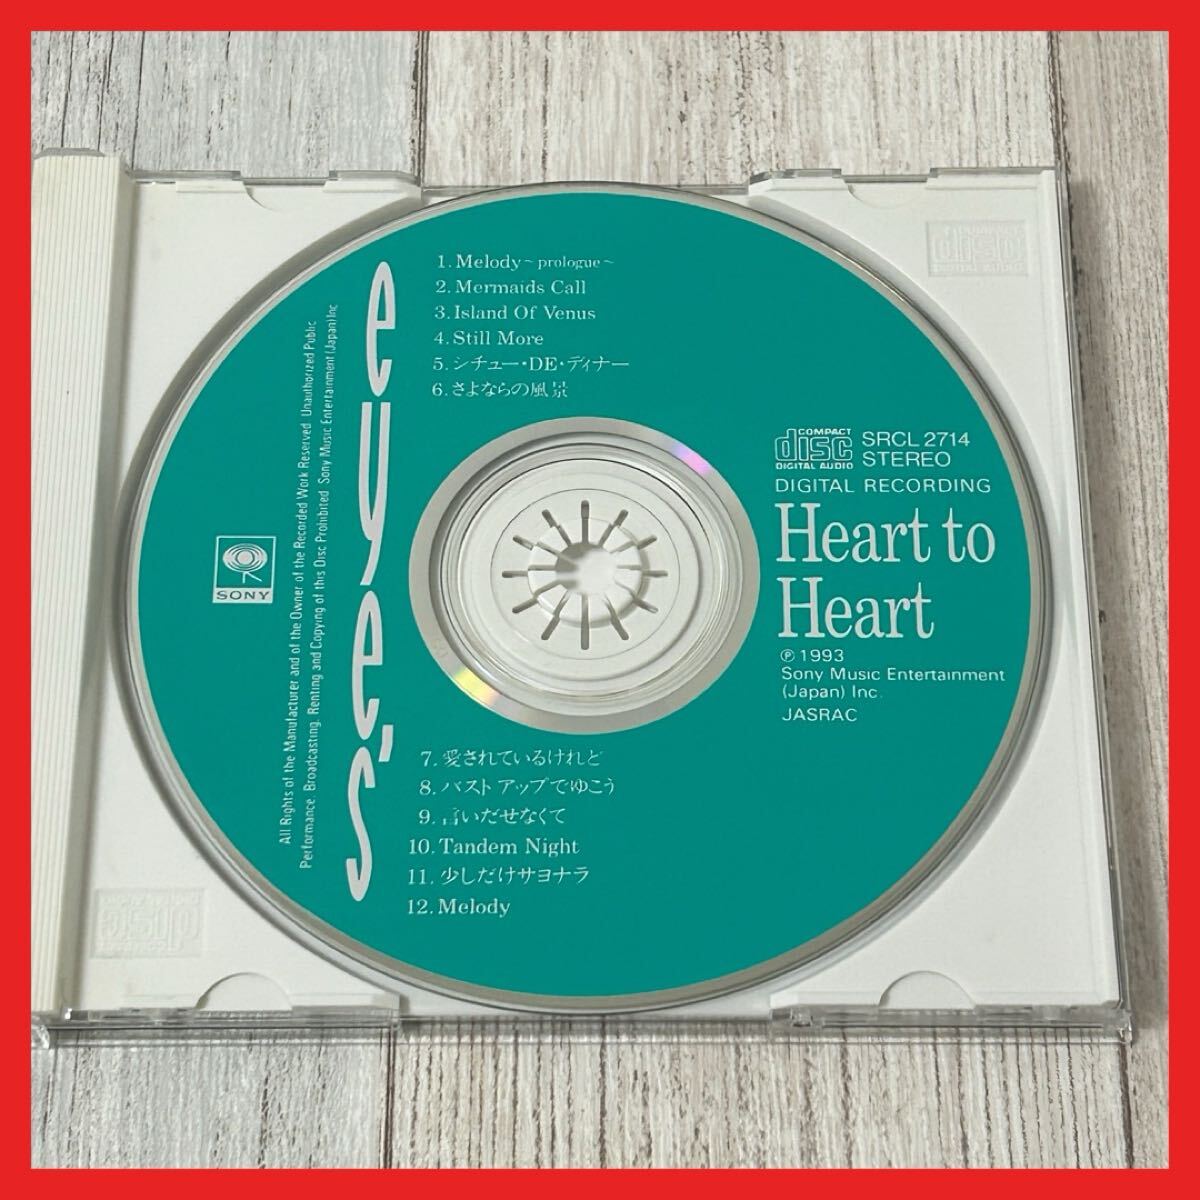 1. Melody～prologue～
2. Mermaids Call
3. Island Of Venus
4. Still More
5. シチュー・DE・ディナー
6. さよならの風景
COMPACT
disc
DIGITAL AUDIO
SRCL 2714
STEREO
DIGITAL RECORDING
Heart to
Heart
℗ 1993
Sony Music Entertainment
(Japan) Inc.
JASRAC
7. 愛されているけれど
8. バスト アップでゆこう
9. 言いだせなくて
10. Tandem Night
11. 少しだけサヨナラ
12. Melody
eyes,
SONY
All Rights of the Manufacturer and of the Owner of the Recorded Work Reserved. Unauthorized Public
Performance. Broadcasting. Renting and Copying of this Disc Prohibited. Sony Music Entertainment (Japan) Inc
COMPACT
disc
DIGITAL AUDIO
disc